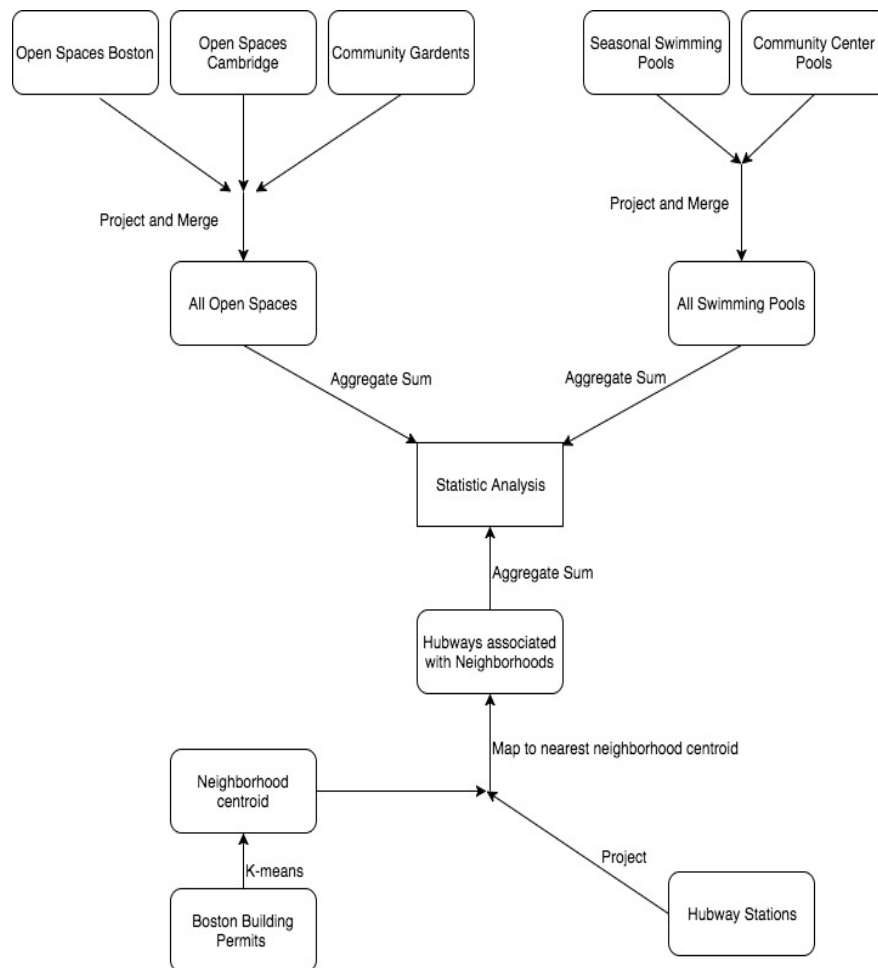 Open Spaces Boston
Open Spaces
Cambridge
Community Gardents
Seasonal Swimming
Pools
Community Center
Pools
Project and Merge
Project and Merge
All Open Spaces
All Swimming Pools
Aggregate Sum
Aggregate Sum
Statistic Analysis
Aggregate Sum
Hubways associated
with Neighborhoods
Map to nearest neighborhood centroid
Neighborhood
centroid
Project
K-means
Boston Building
Permits
Hubway Stations